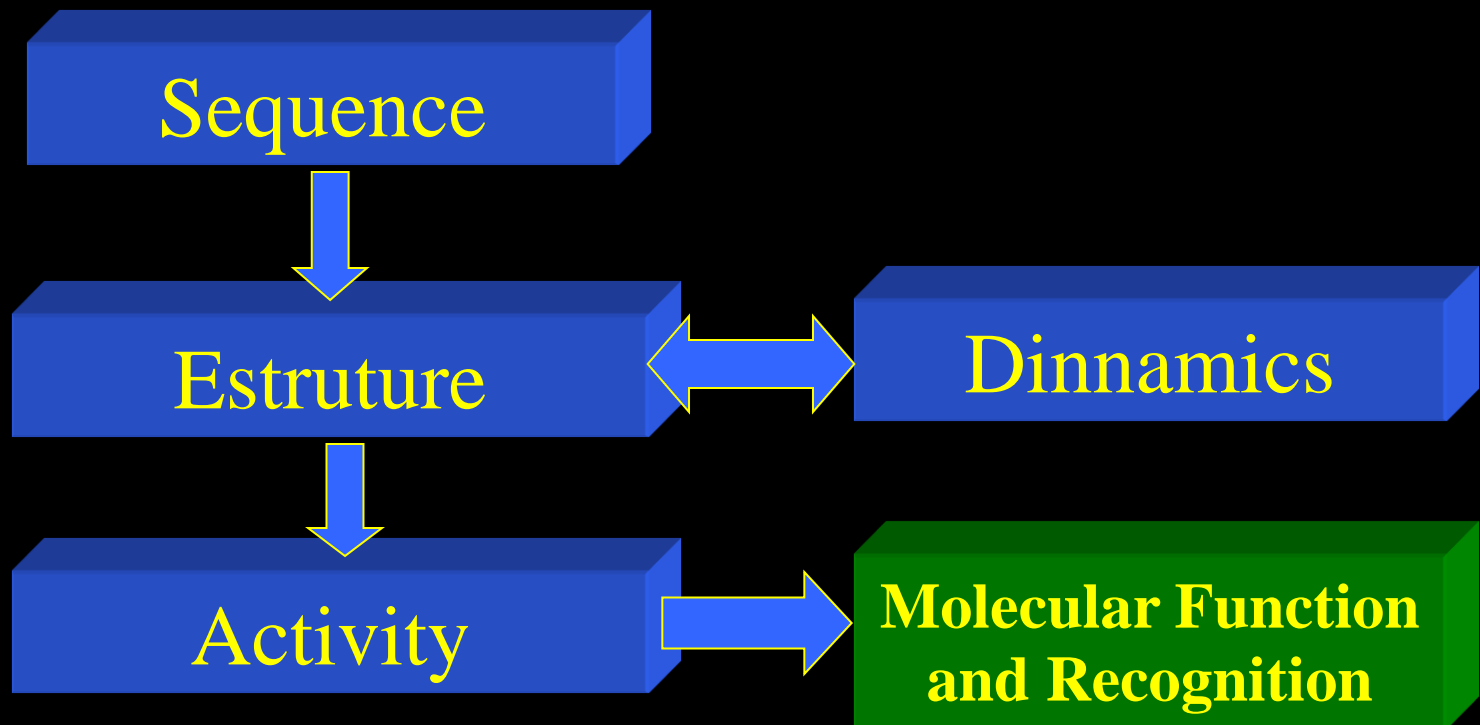 Sequence
Estruture
Dinnamics
Activity
Molecular Function
and Recognition